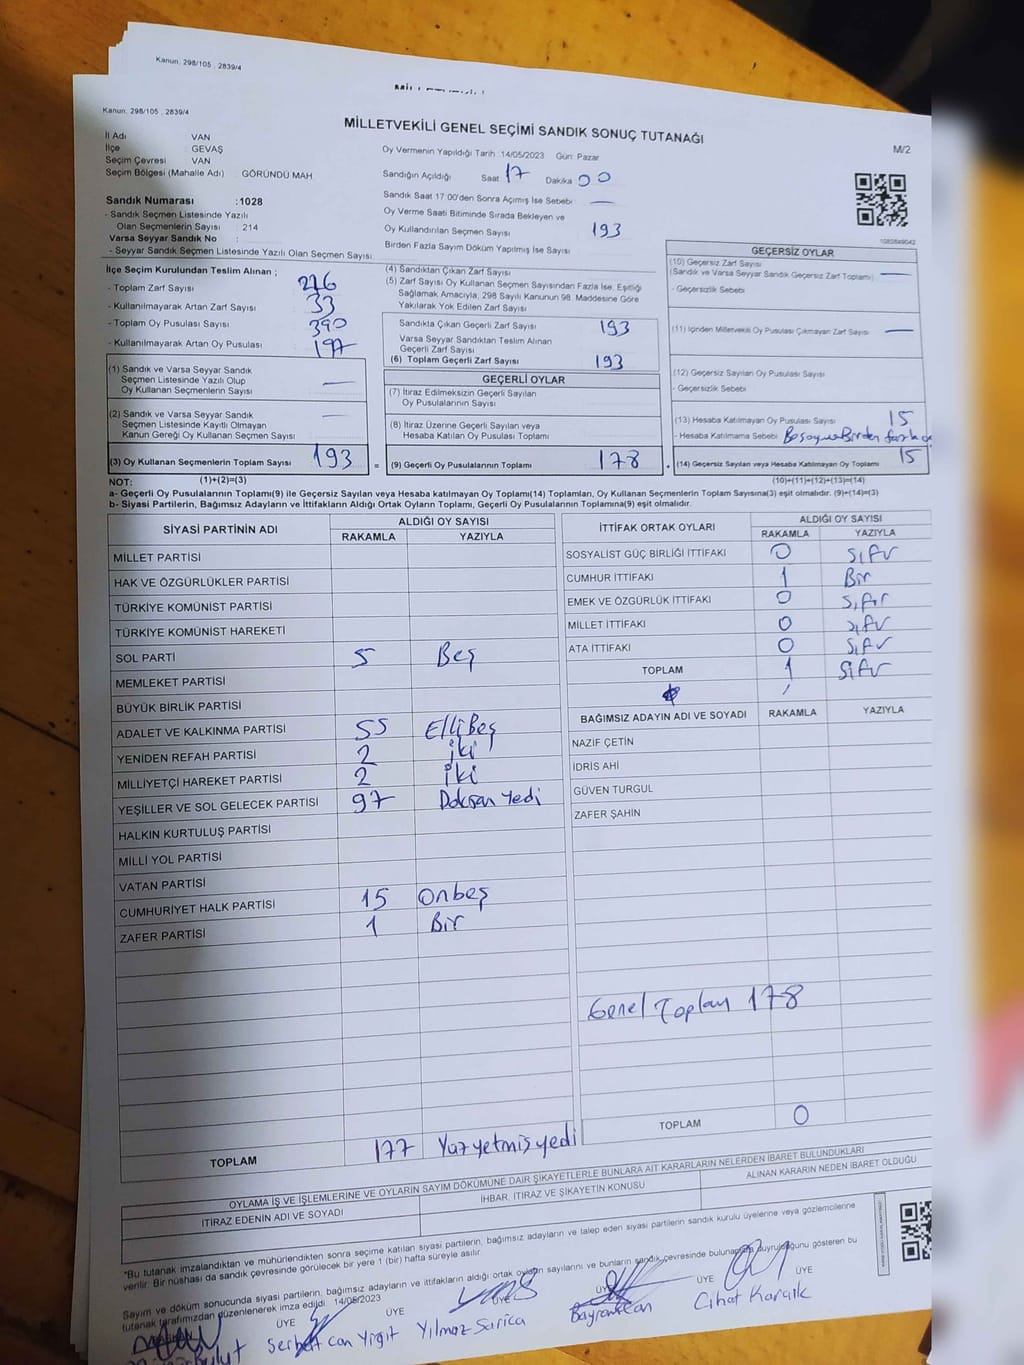 Kanun, 298/105 , 2839/4
Kanun, 298/105 , 2839/4
MİLLETVEKİLİ GENEL SEÇİMİ SANDIK SONUÇ TUTANAĞI
M/2
İl Adı VAN
İlçe GEVAŞ
Seçim Çevresi VAN
Seçim Bölgesi (Mahalle Adı) GÖRÜNDÜ MAH
Oy Vermenin Yapıldığı Tarih :14/05/2023 Gün: Pazar
Sandığın Açıldığı Saat 17 Dakika 00
Sandık Saat 17:00'den Sonra Açımış İse Sebebi
Oy Verme Saati Bitiminde Sırada Bekleyen ve
Oy Kullandırılan Seçmen Sayısı 193
Birden Fazla Sayım Döküm Yapılmış İse Sayısı
Sandık Numarası :1028
- Sandık Seçmen Listesinde Yazılı
Olan Seçmenlerin Sayısı : 214
Varsa Seyyar Sandık No
- Seyyar Sandık Seçmen Listesinde Yazılı Olan Seçmen Sayısı
İlçe Seçim Kurulundan Teslim Alınan ;
- Toplam Zarf Sayısı
- Kullanılmayarak Artan Zarf Sayısı 33
- Toplam Oy Pusulası Sayısı 390
- Kullanılmayarak Artan Oy Pusulası 197
(1) Sandık ve Varsa Seyyar Sandık
Seçmen Listesinde Yazılı Olup
Oy Kullanan Seçmenlerin Sayısı
(2) Sandık ve Varsa Seyyar Sandık
Seçmen Listesinde Kayıtlı Olmayan
Kanun Gereği Oy Kullanan Seçmen Sayısı
(3) Oy Kullanan Seçmenlerin Toplam Sayısı 193
(1)+(2)=(3)
(4) Sandıktan Çıkan Zarf Sayısı
(5) Zarf Sayısı Oy Kullanan Seçmen Sayısından Fazla İse, Eşitliği
Sağlamak Amacıyla, 298 Sayılı Kanunun 98. Maddesine Göre
Yakılarak Yok Edilen Zarf Sayısı
Sandıkta Çıkan Geçerli Zarf Sayısı 193
Varsa Seyyar Sandıktan Teslim Alınan
Geçerli Zarf Sayısı
(6) Toplam Geçerli Zarf Sayısı 193
GEÇERLİ OYLAR
(7) İtiraz Edilmeksizin Geçerli Sayılan
Oy Pusulalarının Sayısı
(8) İtiraz Üzerine Geçerli Sayılan veya
Hesaba Katılan Oy Pusulası Toplamı
= (9) Geçerli Oy Pusulalarının Toplamı 178
1083849042
GEÇERSİZ OYLAR
(10) Geçersiz Zarf Sayısı
(Sandık ve Varsa Seyyar Sandık Geçersiz Zarf Toplamı)
- Geçersizlik Sebebi
(11) İçinden Milletvekili Oy Pusulası Çıkmayan Zarf Sayısı
(12) Geçersiz Sayılan Oy Pusulası Sayısı
- Geçersizlik Sebebi
(13) Hesaba Katılmayan Oy Pusulası Sayısı 15
- Hesaba Katılmama Sebebi Birden fazla
(14) Geçersiz Sayılan veya Hesaba Katılmayan Oy Toplamı 15
(10)+(11)+(12)+(13)=(14)
NOT:
a- Geçerli Oy Pusulalarının Toplamı(9) ile Geçersiz Sayılan veya Hesaba katılmayan Oy Toplamı(14) Toplamları, Oy Kullanan Seçmenlerin Toplam Sayısına(3) eşit olmalıdır. (9)+(14)=(3)
b- Siyasi Partilerin, Bağımsız Adayların ve İttifakların Aldığı Ortak Oyların Toplamı, Geçerli Oy Pusulalarının Toplamına(9) eşit olmalıdır.
SİYASİ PARTİNİN ADI ALDIĞI OY SAYISI
RAKAMLA YAZIYLA
MİLLET PARTİSİ
HAK VE ÖZGÜRLÜKLER PARTİSİ
TÜRKİYE KOMÜNİST PARTİSİ
TÜRKİYE KOMÜNİST HAREKETİ
SOL PARTİ 5 Beş
MEMLEKET PARTİSİ
BÜYÜK BİRLİK PARTİSİ
ADALET VE KALKINMA PARTİSİ 55 Elli Beş
YENİDEN REFAH PARTİSİ 2 iki
MİLLİYETÇİ HAREKET PARTİSİ 2 iki
YEŞİLLER VE SOL GELECEK PARTİSİ 97 Doksan Yedi
HALKIN KURTULUŞ PARTİSİ
MİLLİ YOL PARTİSİ
VATAN PARTİSİ
CUMHURİYET HALK PARTİSİ 15 Onbeş
ZAFER PARTİSİ 1 Bir
TOPLAM 177 Yüz yetmiş yedi
İTTİFAK ORTAK OYLARI ALDIĞI OY SAYISI
RAKAMLA YAZIYLA
SOSYALİST GÜÇ BİRLİĞİ İTTİFAKI 0 Sıfır
CUMHUR İTTİFAKI 1 Bir
EMEK VE ÖZGÜRLÜK İTTİFAKI 0 Sıfır
MİLLET İTTİFAKI 0 Sıfır
ATA İTTİFAKI 0 Sıfır
TOPLAM 1 Sıfır
BAĞIMSIZ ADAYIN ADI VE SOYADI RAKAMLA YAZIYLA
NAZIF ÇETİN
İDRİS AHİ
GÜVEN TURGUL
ZAFER ŞAHİN
Genel Toplam 178
TOPLAM 0
OYLAMA İŞ VE İŞLEMLERİNE VE OYLARIN SAYIM DÖKÜMÜNE DAİR ŞİKAYETLERLE BUNLARA AİT KARARLARIN NELERDEN İBARET BULUNDUKLARI
İTİRAZ EDENİN ADI VE SOYADI İHBAR, İTİRAZ VE ŞİKAYETİN KONUSU ALINAN KARARIN NEDEN İBARET OLDUĞU
*Bu tutanak imzalandıktan ve mühürlendikten sonra seçime katılan siyasi partilerin, bağımsız adayların ve talep eden siyasi partilerin sandık kurulu üyelerine veya gözlemcilerine
verilir. Bir nüshası da sandık çevresinde görülecek bir yere 1 (bir) hafta süreyle asılır.
Sayım ve döküm sonucunda siyasi partilerin, bağımsız adayların ve ittifakların aldığı ortak oyların sayılarını ve bunların sandık çevresinde bulunanlara duyrulduğunu gösteren bu
tutanak tarafımızdan düzenlenerek imza edildi. 14/05/2023
ÜYE ÜYE ÜYE ÜYE ÜYE ÜYE
Bulut Serbest Can Yiğit Yılmaz Sarıca Cihat Karaalk